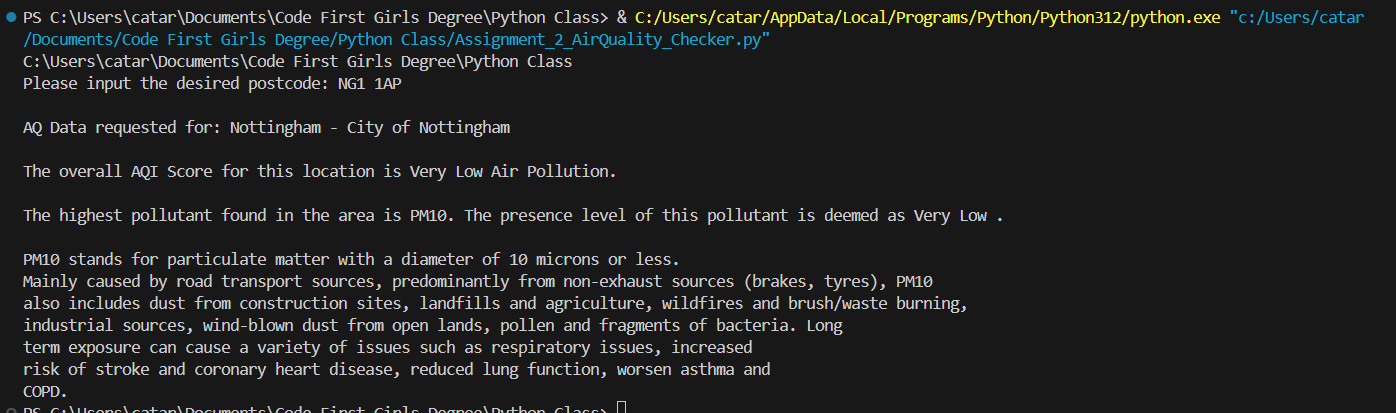 PS C:\Users\catar\Documents\Code First Girls Degree\Python Class> & C:/Users/catar/AppData/Local/Programs/Python/Python312/python.exe "c:/Users/catar
/Documents/Code First Girls Degree/Python Class/Assignment_2_AirQuality_Checker.py"
C:\Users\catar\Documents\Code First Girls Degree\Python Class
Please input the desired postcode: NG1 1AP
AQ Data requested for: Nottingham - City of Nottingham
The overall AQI Score for this location is Very Low Air Pollution.
The highest pollutant found in the area is PM10. The presence level of this pollutant is deemed as Very Low .
PM10 stands for particulate matter with a diameter of 10 microns or less.
Mainly caused by road transport sources, predominantly from non-exhaust sources (brakes, tyres), PM10
also includes dust from construction sites, landfills and agriculture, wildfires and brush/waste burning,
industrial sources, wind-blown dust from open lands, pollen and fragments of bacteria. Long
term exposure can cause a variety of issues such as respiratory issues, increased
risk of stroke and coronary heart disease, reduced lung function, worsen asthma and
COPD.
PS C:\Users\catar\Documents\Code First Girls Degree\Python Class>